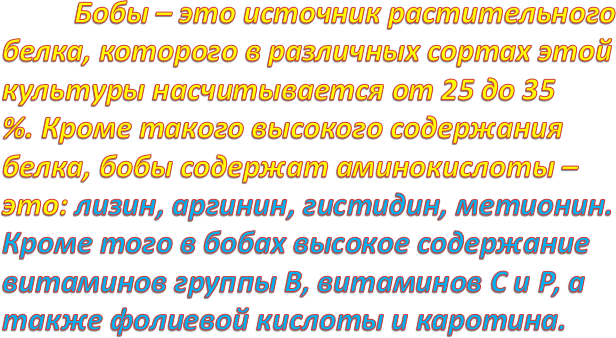 Бобы – это источник растительного
белка, которого в различных сортах этой
культуры насчитывается от 25 до 35
%. Кроме такого высокого содержания
белка, бобы содержат аминокислоты –
это: лизин, аргинин, гистидин, метионин.
Кроме того в бобах высокое содержание
витаминов группы В, витаминов С и Р, а
также фолиевой кислоты и каротина.